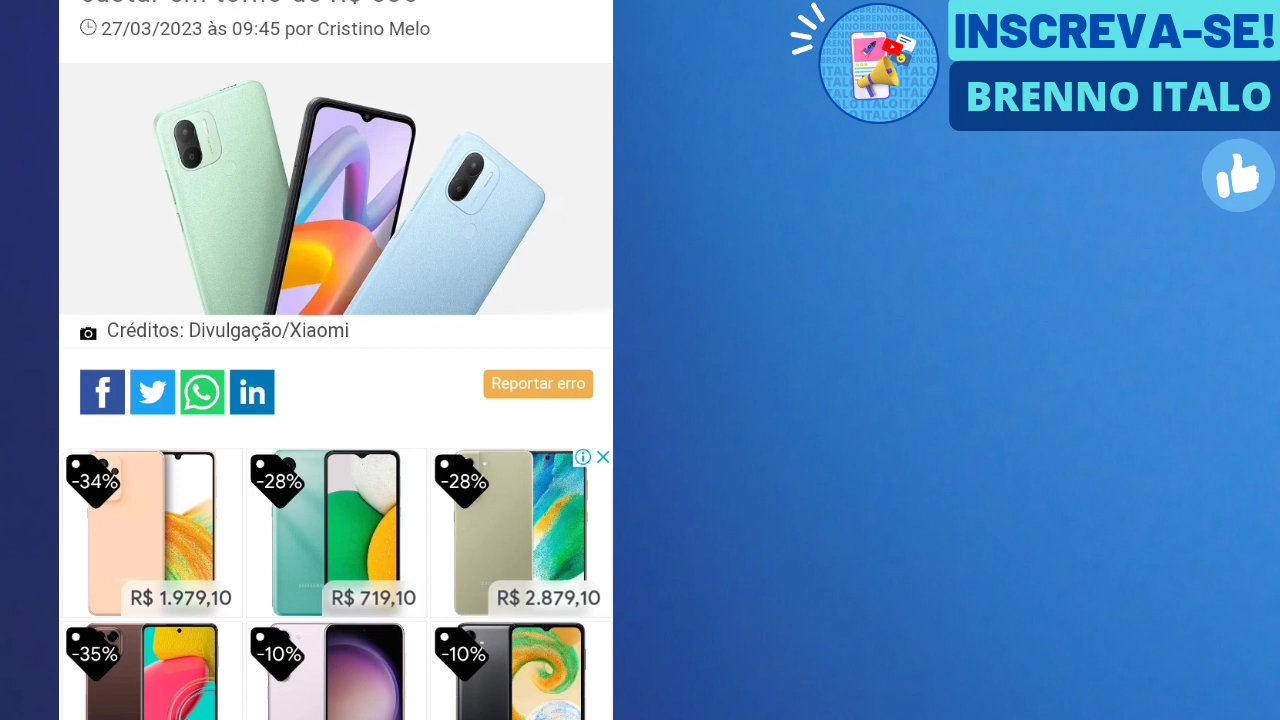 27/03/2023 às 09:45 por Cristino Melo
Créditos: Divulgação/Xiaomi
Reportar erro
-34%
-28%
-28%
R$ 1.979,10
R$ 719,10
R$ 2.879,10
-35%
-10%
-10%
INSCREVA-SE!
BRENNO ITALO